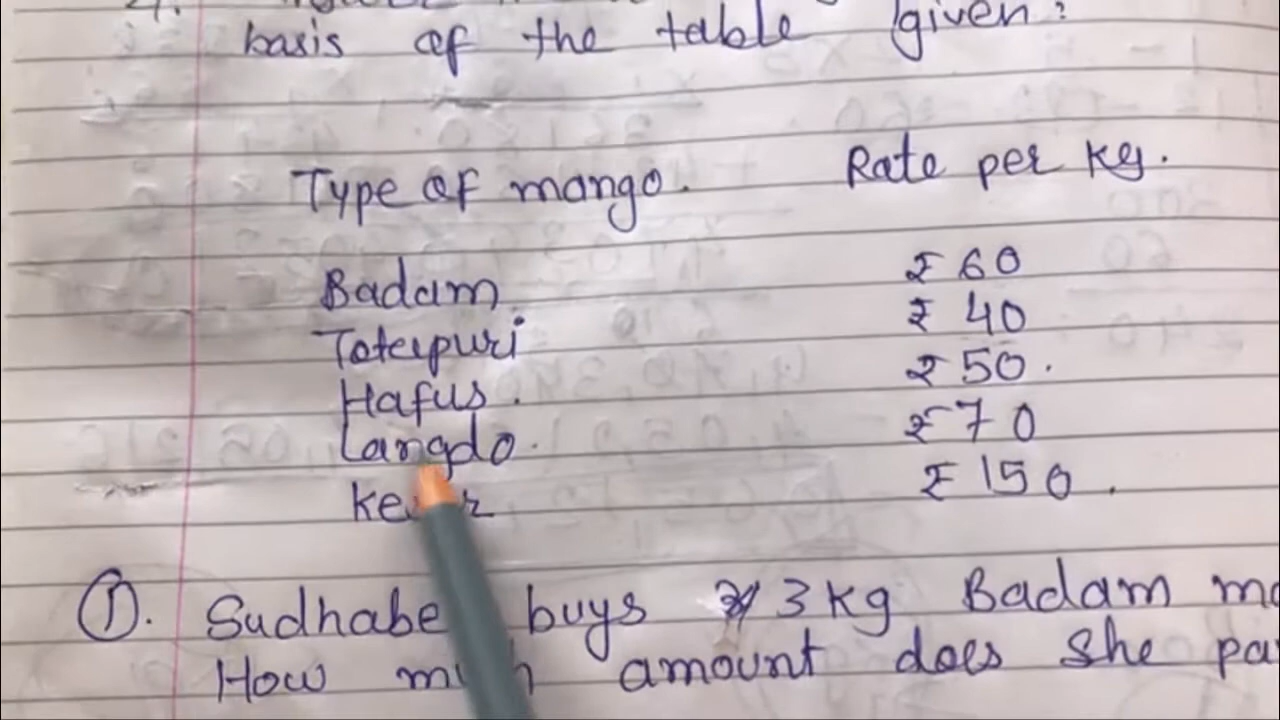 4.
basis of the table given:
Type of mango. Rate per kg.
Badam ₹ 60
Totapuri ₹ 40
Hafus. ₹ 50.
Langdo. ₹ 70
₹ 150.
①. buys 3 kg Badam
How amount does she